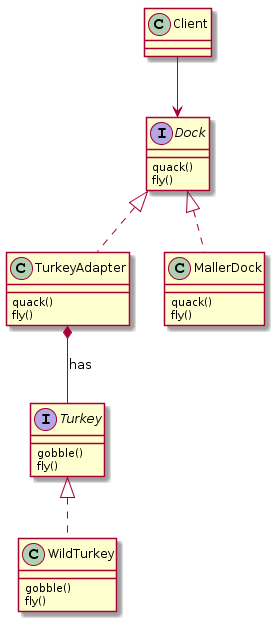 C Client
I Dock
quack()
fly()
C TurkeyAdapter
quack()
fly()
C MallerDock
quack()
fly()
has
I Turkey
gobble()
fly()
C WildTurkey
gobble()
fly()